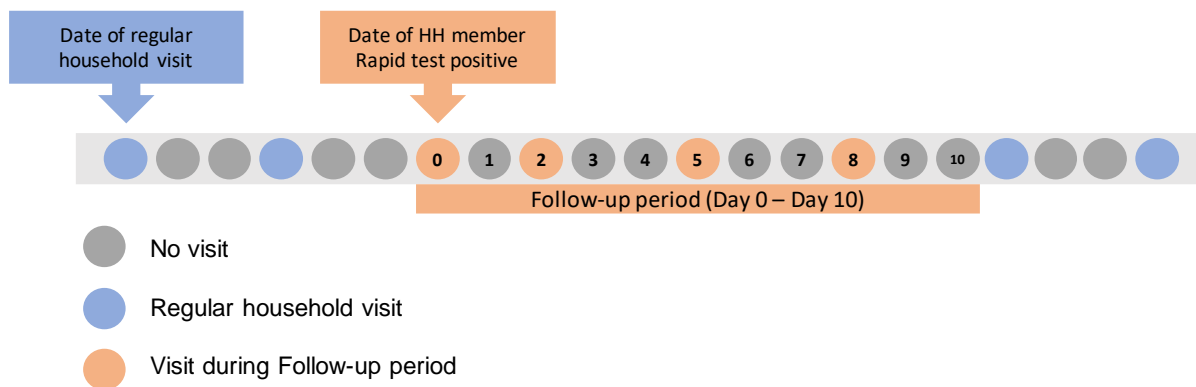 Date of regular
household visit
Date of HH member
Rapid test positive
0 1 2 3 4 5 6 7 8 9 10
Follow-up period (Day 0 – Day 10)
No visit
Regular household visit
Visit during Follow-up period